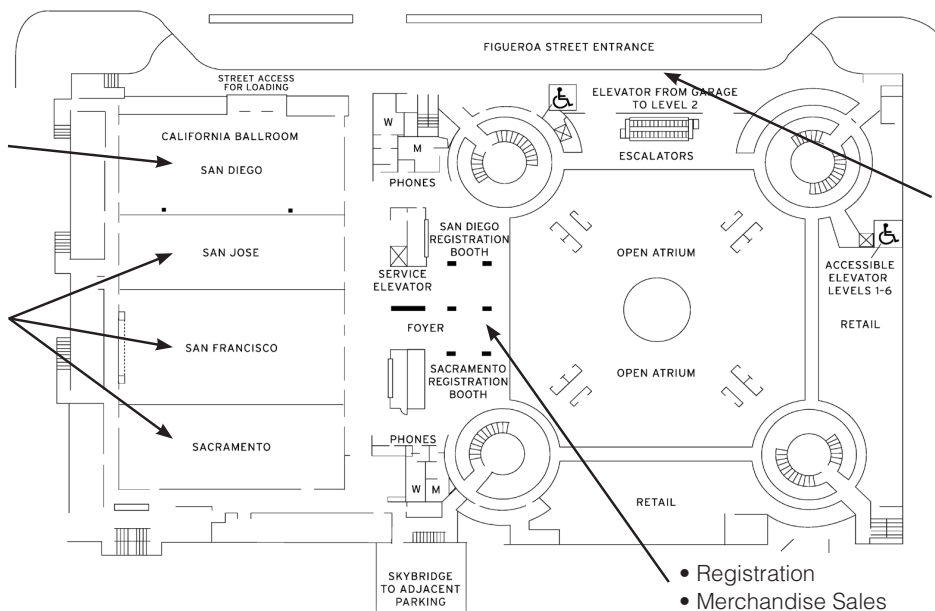 FIGUEROA STREET ENTRANCE
STREET ACCESS
FOR LOADING
ELEVATOR FROM GARAGE
TO LEVEL 2
CALIFORNIA BALLROOM
W
M
ESCALATORS
SAN DIEGO
PHONES
SAN DIEGO
REGISTRATION
BOOTH
SAN JOSE
OPEN ATRIUM
SERVICE
ELEVATOR
ACCESSIBLE
ELEVATOR
LEVELS 1-6
FOYER
RETAIL
SAN FRANCISCO
SACRAMENTO
REGISTRATION
BOOTH
OPEN ATRIUM
SACRAMENTO
PHONES
W
M
RETAIL
SKYBRIDGE
TO ADJACENT
PARKING
• Registration
• Merchandise Sales